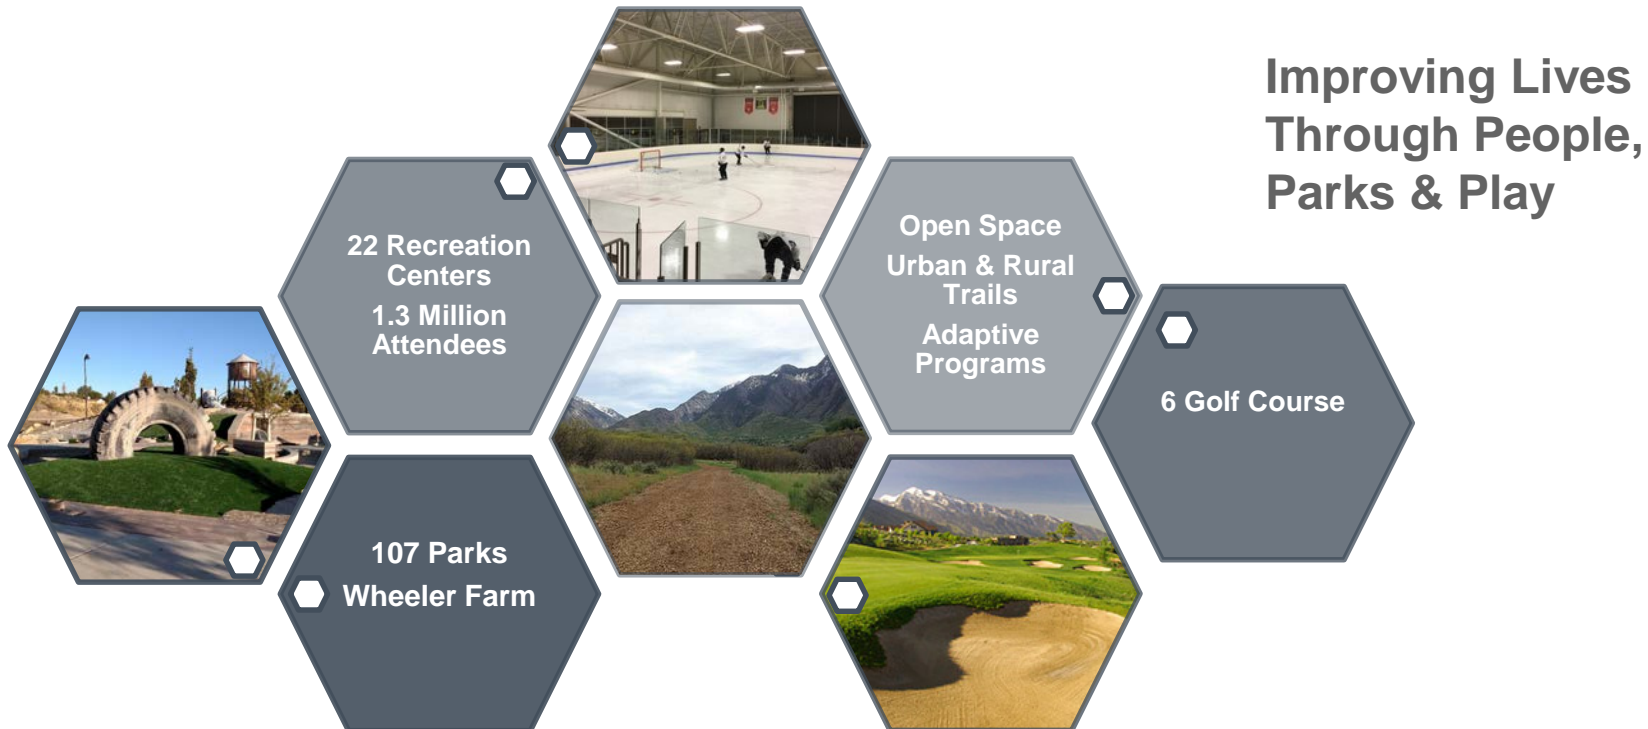 Improving Lives
Through People,
Parks & Play
22 Recreation
Centers
1.3 Million
Attendees
Open Space
Urban & Rural
Trails
Adaptive
Programs
6 Golf Course
107 Parks
Wheeler Farm